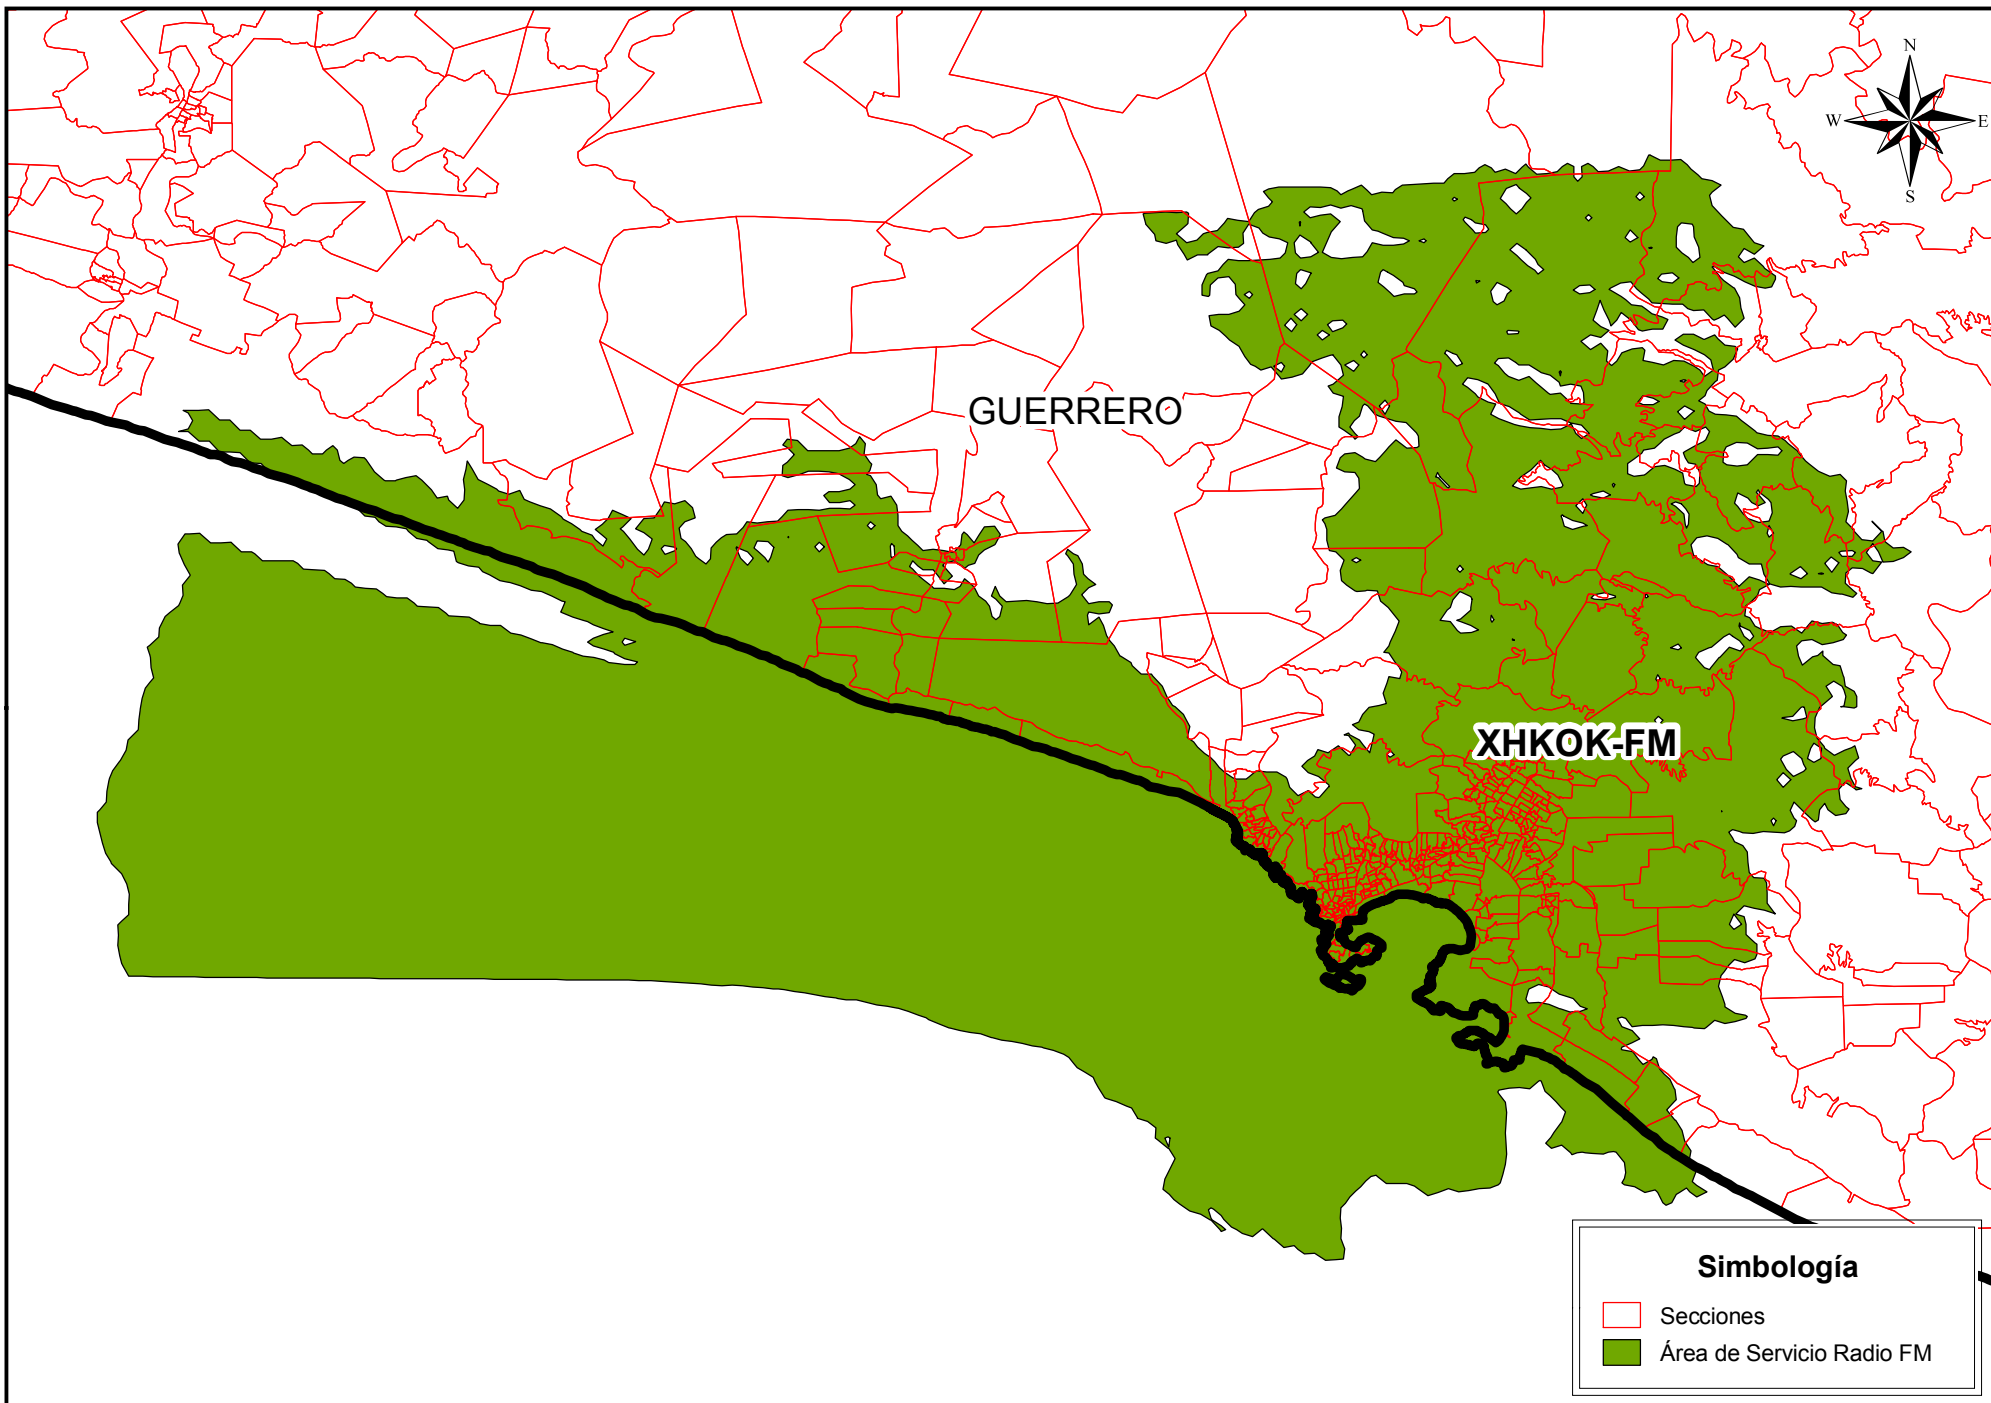 N
W E
S
GUERRERO
XHKOK-FM
Simbología
Secciones
Área de Servicio Radio FM